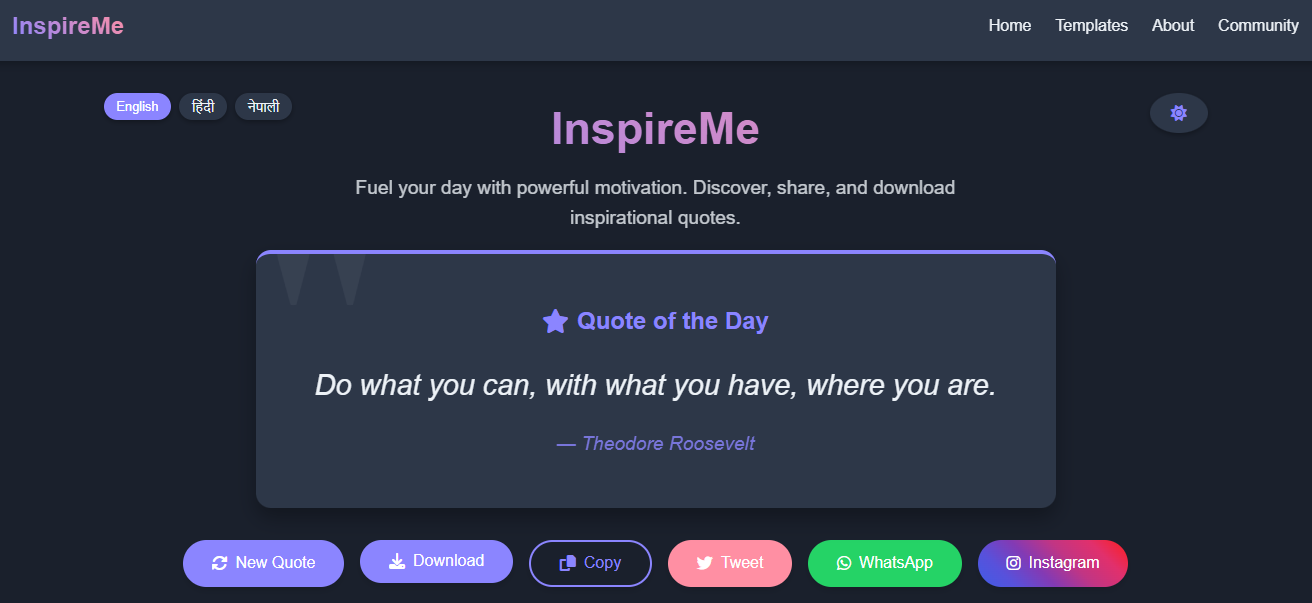 InspireMe
Home Templates About Community
English हिंदी नेपाली
InspireMe
Fuel your day with powerful motivation. Discover, share, and download
inspirational quotes.
"
Quote of the Day
Do what you can, with what you have, where you are.
— Theodore Roosevelt
New Quote Download Copy Tweet WhatsApp Instagram